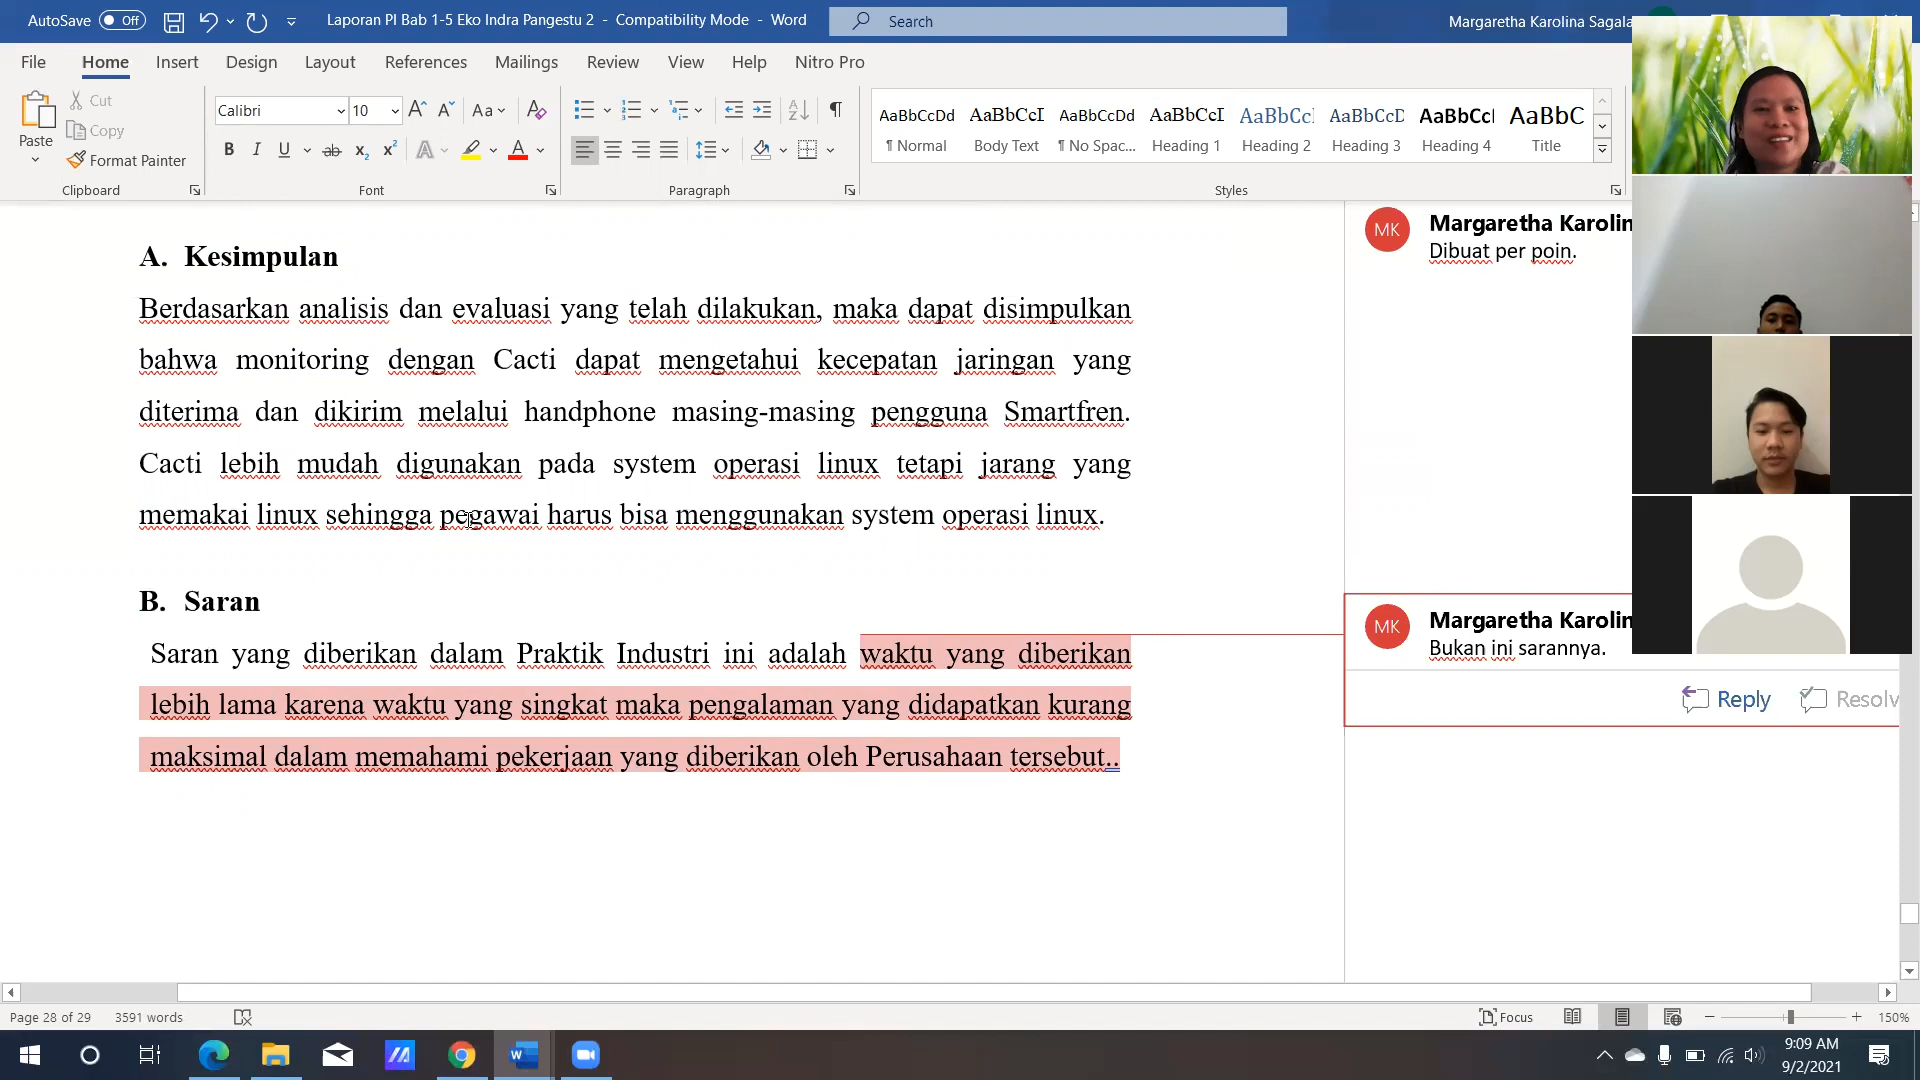 AutoSave Off
Laporan PI Bab 1-5 Eko Indra Pangestu 2 - Compatibility Mode - Word
Search
Margaretha Karolina Sagala
File Home Insert Design Layout References Mailings Review View Help Nitro Pro
Paste
Cut
Copy
Format Painter
Clipboard
Calibri 10
Font
Paragraph
AaBbCcDd ¶ Normal
AaBbCcI Body Text
AaBbCcDd ¶ No Spac...
AaBbCcI Heading 1
AaBbCcI Heading 2
AaBbCcD Heading 3
AaBbCcI Heading 4
AaBbC Title
Styles
A. Kesimpulan
Berdasarkan analisis dan evaluasi yang telah dilakukan, maka dapat disimpulkan
bahwa monitoring dengan Cacti dapat mengetahui kecepatan jaringan yang
diterima dan dikirim melalui handphone masing-masing pengguna Smartfren.
Cacti lebih mudah digunakan pada system operasi linux tetapi jarang yang
memakai linux sehingga pegawai harus bisa menggunakan system operasi linux.
B. Saran
Saran yang diberikan dalam Praktik Industri ini adalah waktu yang diberikan
lebih lama karena waktu yang singkat maka pengalaman yang didapatkan kurang
maksimal dalam memahami pekerjaan yang diberikan oleh Perusahaan tersebut..
MK Margaretha Karolin
Dibuat per poin.
MK Margaretha Karolin
Bukan ini sarannya.
Reply Resolv
Page 28 of 29 3591 words
Focus 150%
9:09 AM
9/2/2021